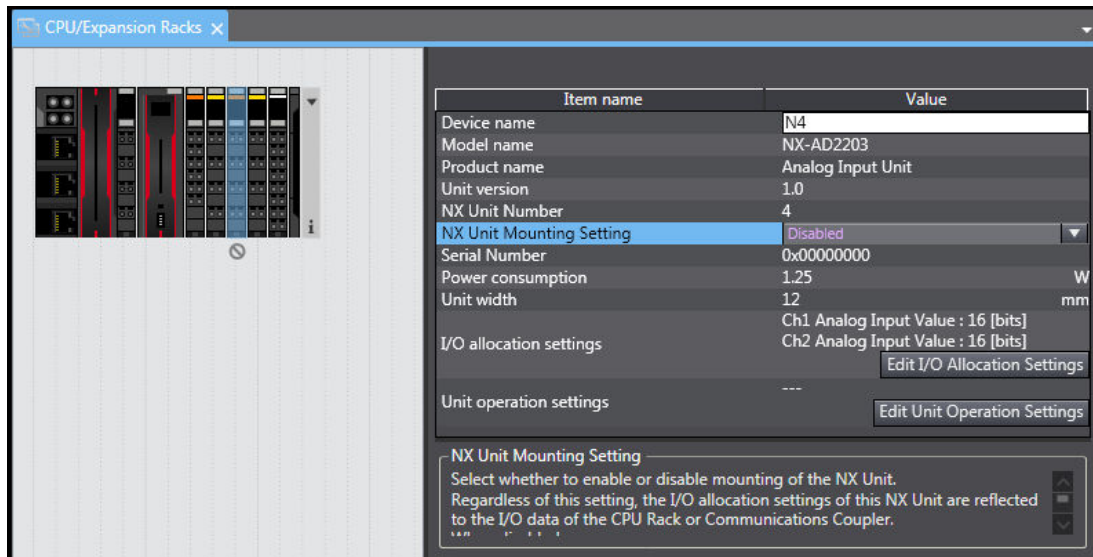 CPU/Expansion Racks
Item name Value
Device name N4
Model name NX-AD2203
Product name Analog Input Unit
Unit version 1.0
NX Unit Number 4
NX Unit Mounting Setting Disabled
Serial Number 0x00000000
Power consumption 1.25 W
Unit width 12 mm
I/O allocation settings
Ch1 Analog Input Value : 16 [bits]
Ch2 Analog Input Value : 16 [bits]
Edit I/O Allocation Settings
Unit operation settings
---
Edit Unit Operation Settings
NX Unit Mounting Setting
Select whether to enable or disable mounting of the NX Unit.
Regardless of this setting, the I/O allocation settings of this NX Unit are reflected
to the I/O data of the CPU Rack or Communications Coupler.